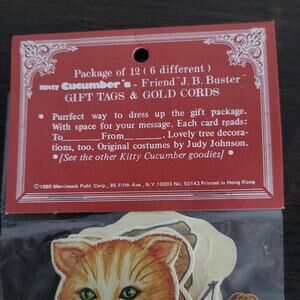 Package of 12 (6 different)
Kitty Cucumber's™ Friend "J. B. Buster"
GIFT TAGS & GOLD CORDS
• Purrfect way to dress up the gift package.
With space for your message. Each card reads:
To______From______. Lovely tree decora-
tions, too. Original costumes by Judy Johnson.
•[See the other Kitty Cucumber goodies]•
©1985 Merrimack Publ. Corp., 85 Fifth Ave., N.Y. 10003 No. 50143 Printed in Hong Kong